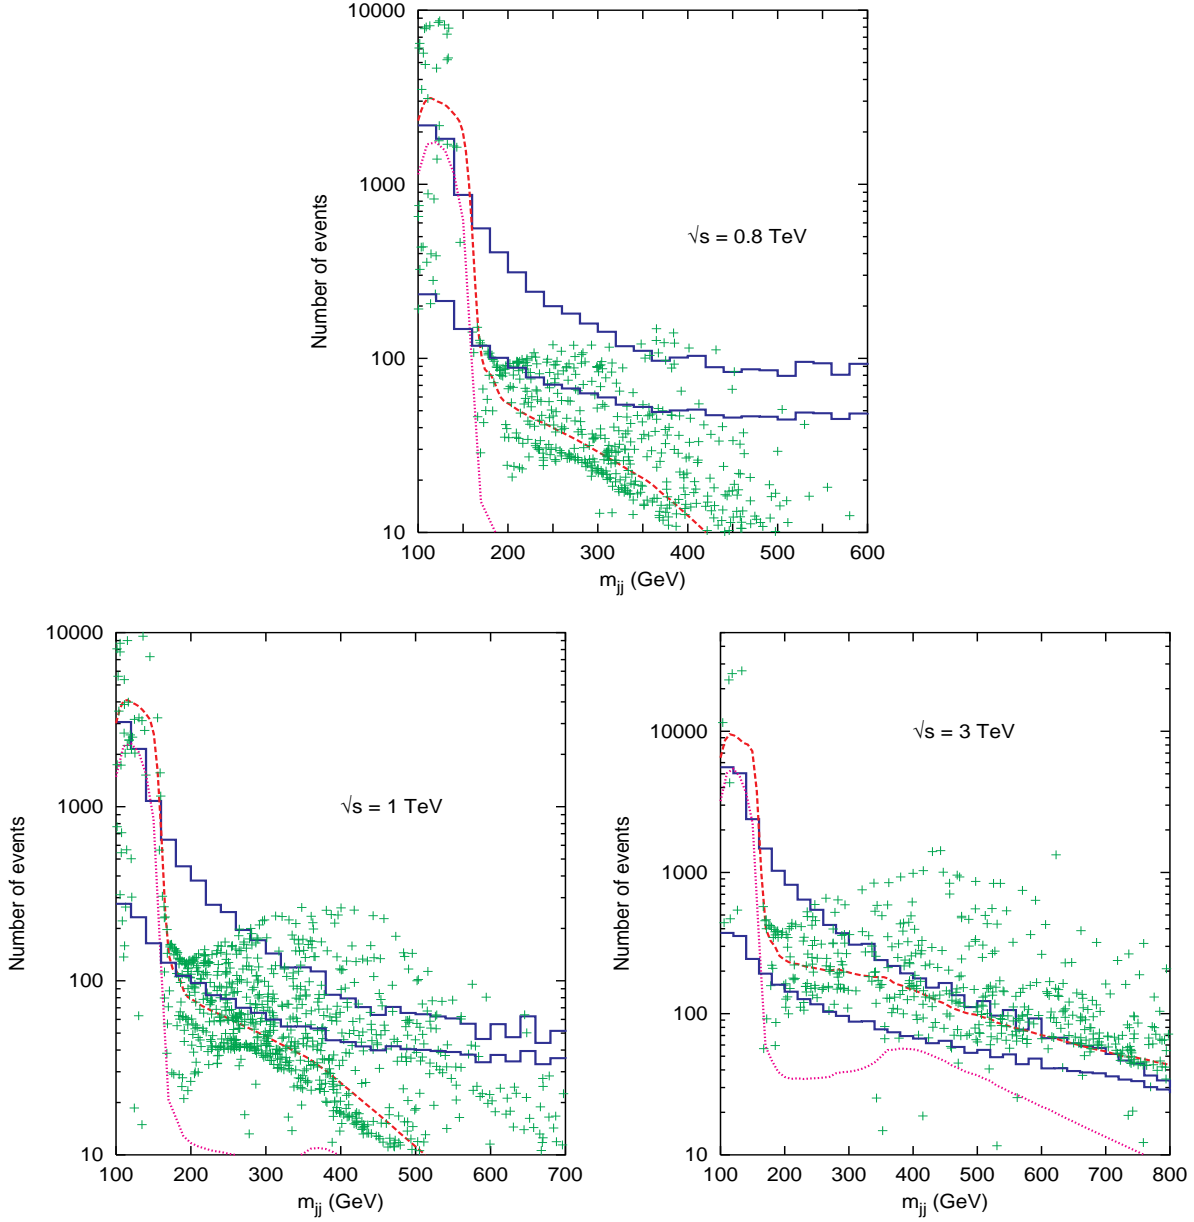 10000
1000
100
10
Number of events
√s = 0.8 TeV
100 200 300 400 500 600
m_jj (GeV)
10000
1000
100
10
Number of events
√s = 1 TeV
100 200 300 400 500 600 700
m_jj (GeV)
10000
1000
100
10
Number of events
√s = 3 TeV
100 200 300 400 500 600 700 800
m_jj (GeV)